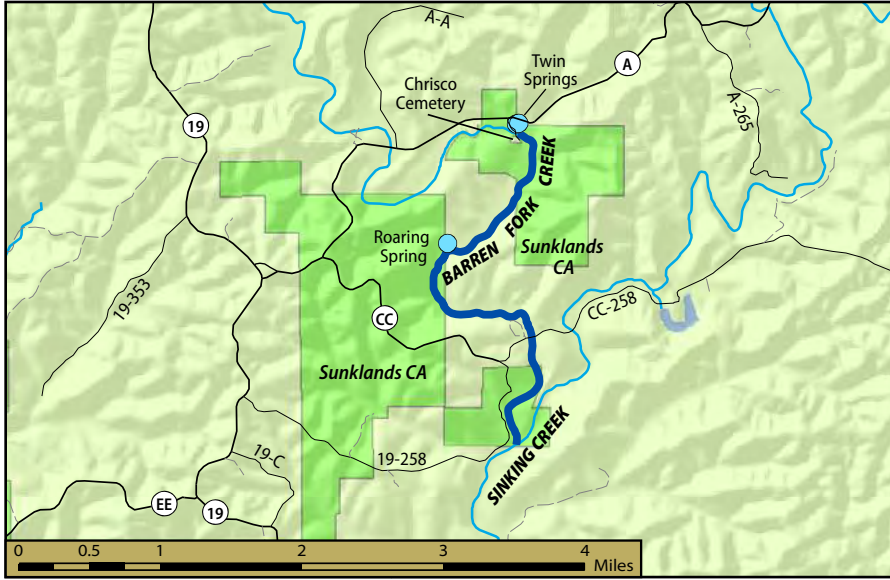 A-A
Twin
Springs
A
Chrisco
Cemetery
A-265
19
BARREN FORK CREEK
Roaring
Spring
Sunklands
CA
19-353
CC-258
CC
Sunklands CA
SINKING CREEK
19-C
19-258
EE
19
0 0.5 1 2 3 4
Miles